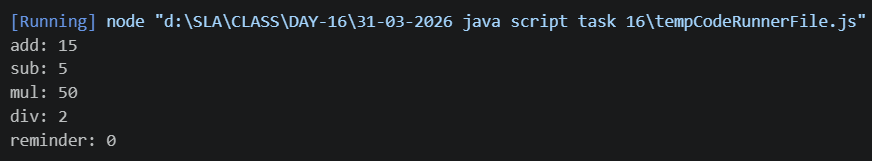 [Running] node "d:\SLA\CLASS\DAY-16\31-03-2026 java script task 16\tempCodeRunnerFile.js"
add: 15
sub: 5
mul: 50
div: 2
reminder: 0